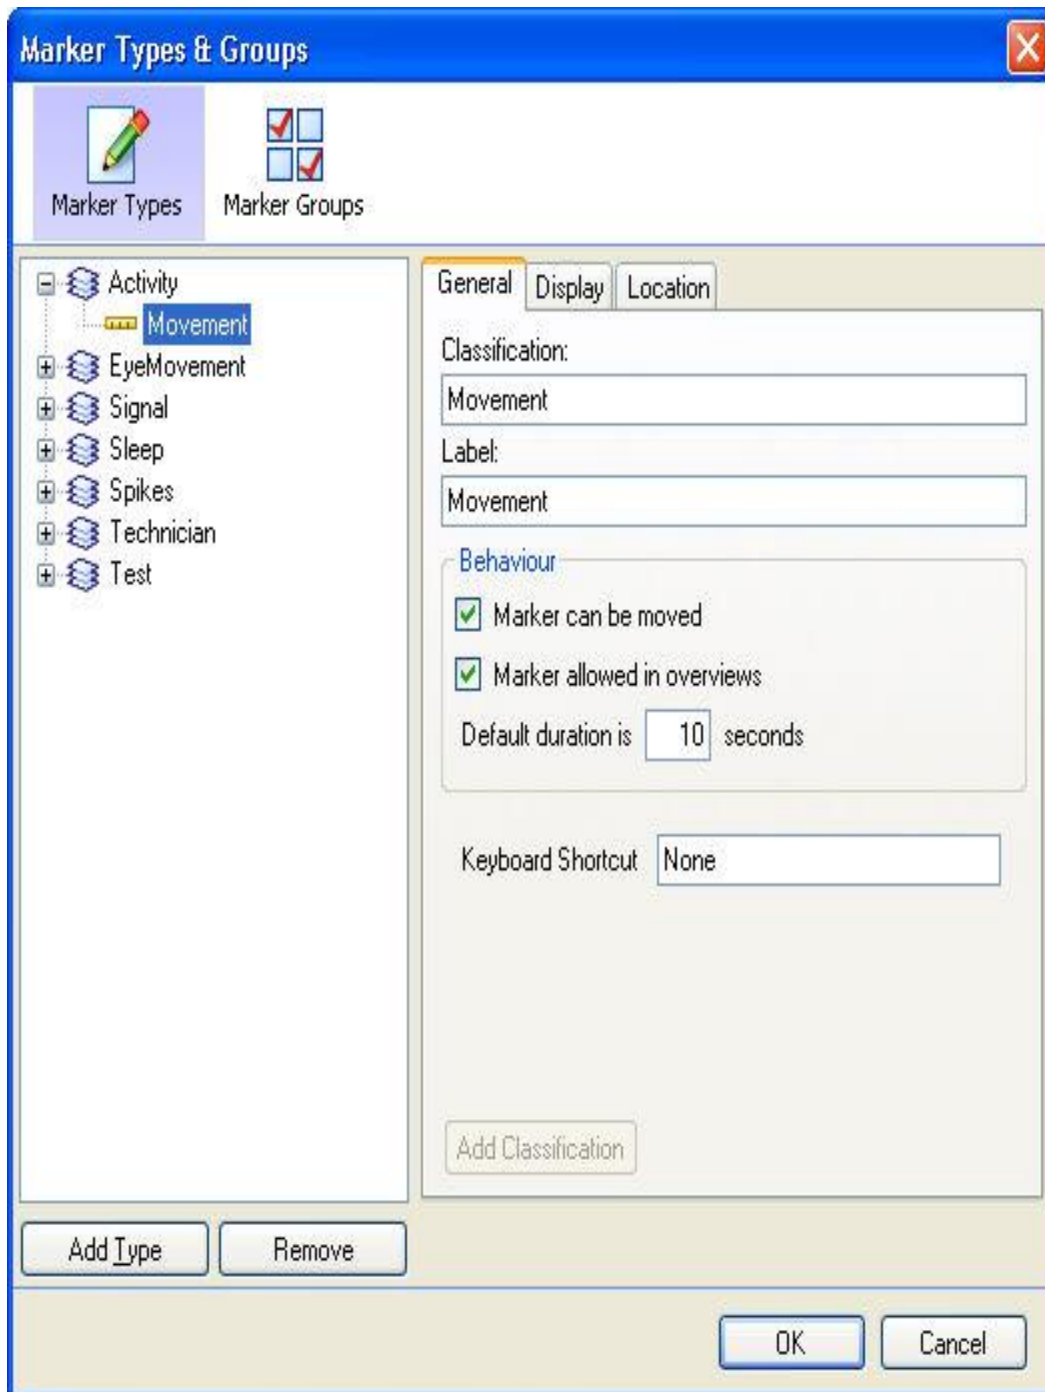 Marker Types & Groups
Marker Types
Marker Groups
Activity
Movement
EyeMovement
Signal
Sleep
Spikes
Technician
Test
General
Display
Location
Classification:
Movement
Label:
Movement
Behaviour
Marker can be moved
Marker allowed in overviews
Default duration is 10 seconds
Keyboard Shortcut None
Add Classification
Add Type
Remove
OK
Cancel